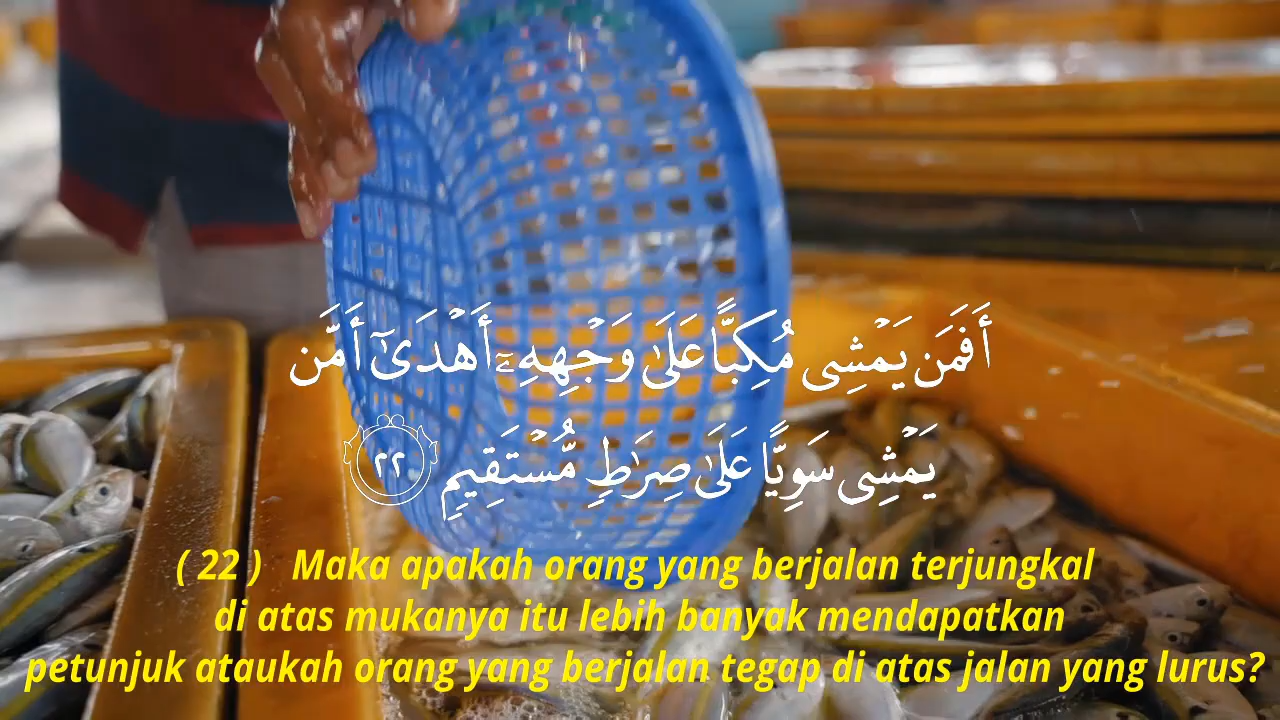 أَفَمَن يَمۡشِى مُكِبًّا عَلَىٰ وَجۡهِهِۦٓ أَهۡدَىٰٓ أَمَّن
يَمۡشِى سَوِيًّا عَلَىٰ صِرَٰطٍ مُّسۡتَقِيمٍ ٢٢
( 22 ) Maka apakah orang yang berjalan terjungkal
di atas mukanya itu lebih banyak mendapatkan
petunjuk ataukah orang yang berjalan tegap di atas jalan yang lurus?